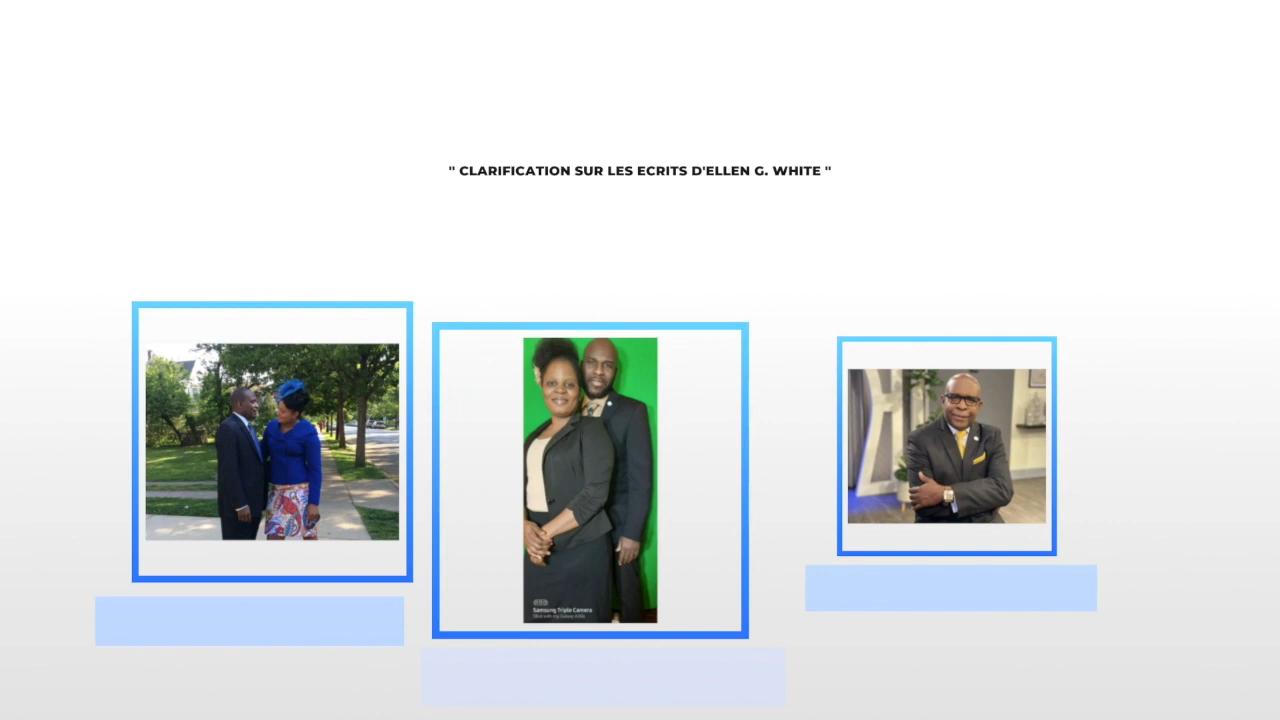 " CLARIFICATION SUR LES ECRITS D'ELLEN G. WHITE "
Samsung Triple Camera